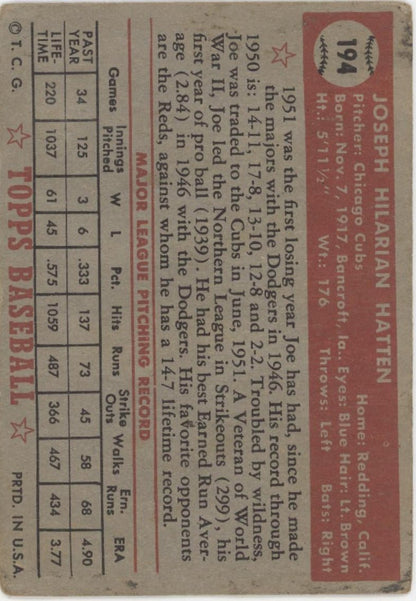 194
JOSEPH HILARIAN HATTEN
Pitcher: Chicago Cubs Home: Redding, Calif.
Born: Nov. 7, 1917, Bancroft, Ia.. Eyes: Blue Hair: Lt. Brown
Ht.: 5'11½" Wt.: 176 Throws: Left Bats: Right
1951 was the first losing year Joe has had, since he made
the majors with the Dodgers in 1946. His record through
1950 is: 14-11, 17-8, 13-10, 12-8 and 2-2. Troubled by wildness,
Joe was traded to the Cubs in June, 1951. A Veteran of World
War II, Joe led the Northern League in Strikeouts (299), his
first year of pro ball (1939). He had his best Earned Run Aver-
age (2.84) in 1946 with the Dodgers. His favorite opponents
are the Reds, against whom he has a 14-7 lifetime record.
MAJOR LEAGUE PITCHING RECORD
Games Innings Pitched W L Pct. Hits Runs Strike Outs Walks Ern. Runs ERA
PAST YEAR 34 125 3 6 .333 137 73 45 58 68 4.90
LIFE-TIME 220 1037 61 45 .575 1059 487 366 467 434 3.77
© T. C. G. TOPPS BASEBALL PRTD. IN U.S.A.